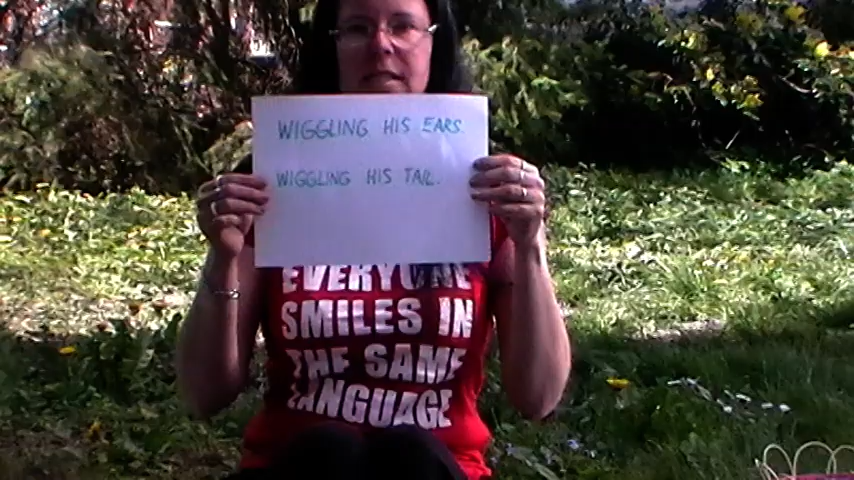 WIGGLING HIS EARS.
WIGGLING HIS TAIL.
EVERYONE
SMILES IN
THE SAME
LANGUAGE